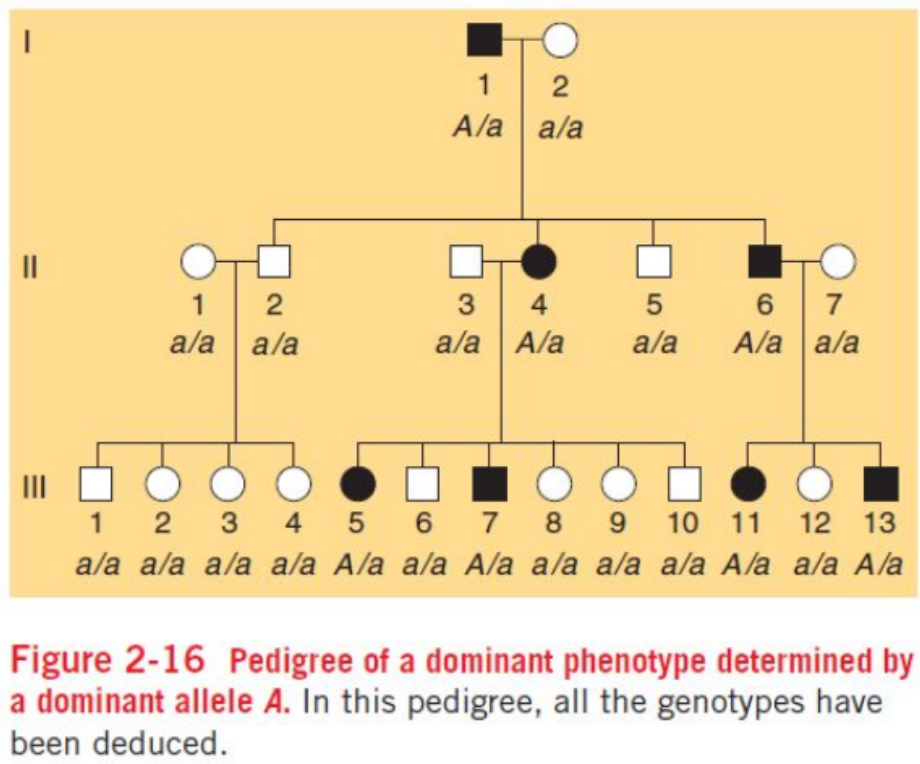 I
1 2
A/a a/a
II
1 2 3 4 5 6 7
a/a a/a a/a A/a a/a A/a a/a
III
1 2 3 4 5 6 7 8 9 10 11 12 13
a/a a/a a/a a/a A/a a/a A/a a/a a/a a/a A/a a/a A/a
Figure 2-16 Pedigree of a dominant phenotype determined by
a dominant allele A. In this pedigree, all the genotypes have
been deduced.